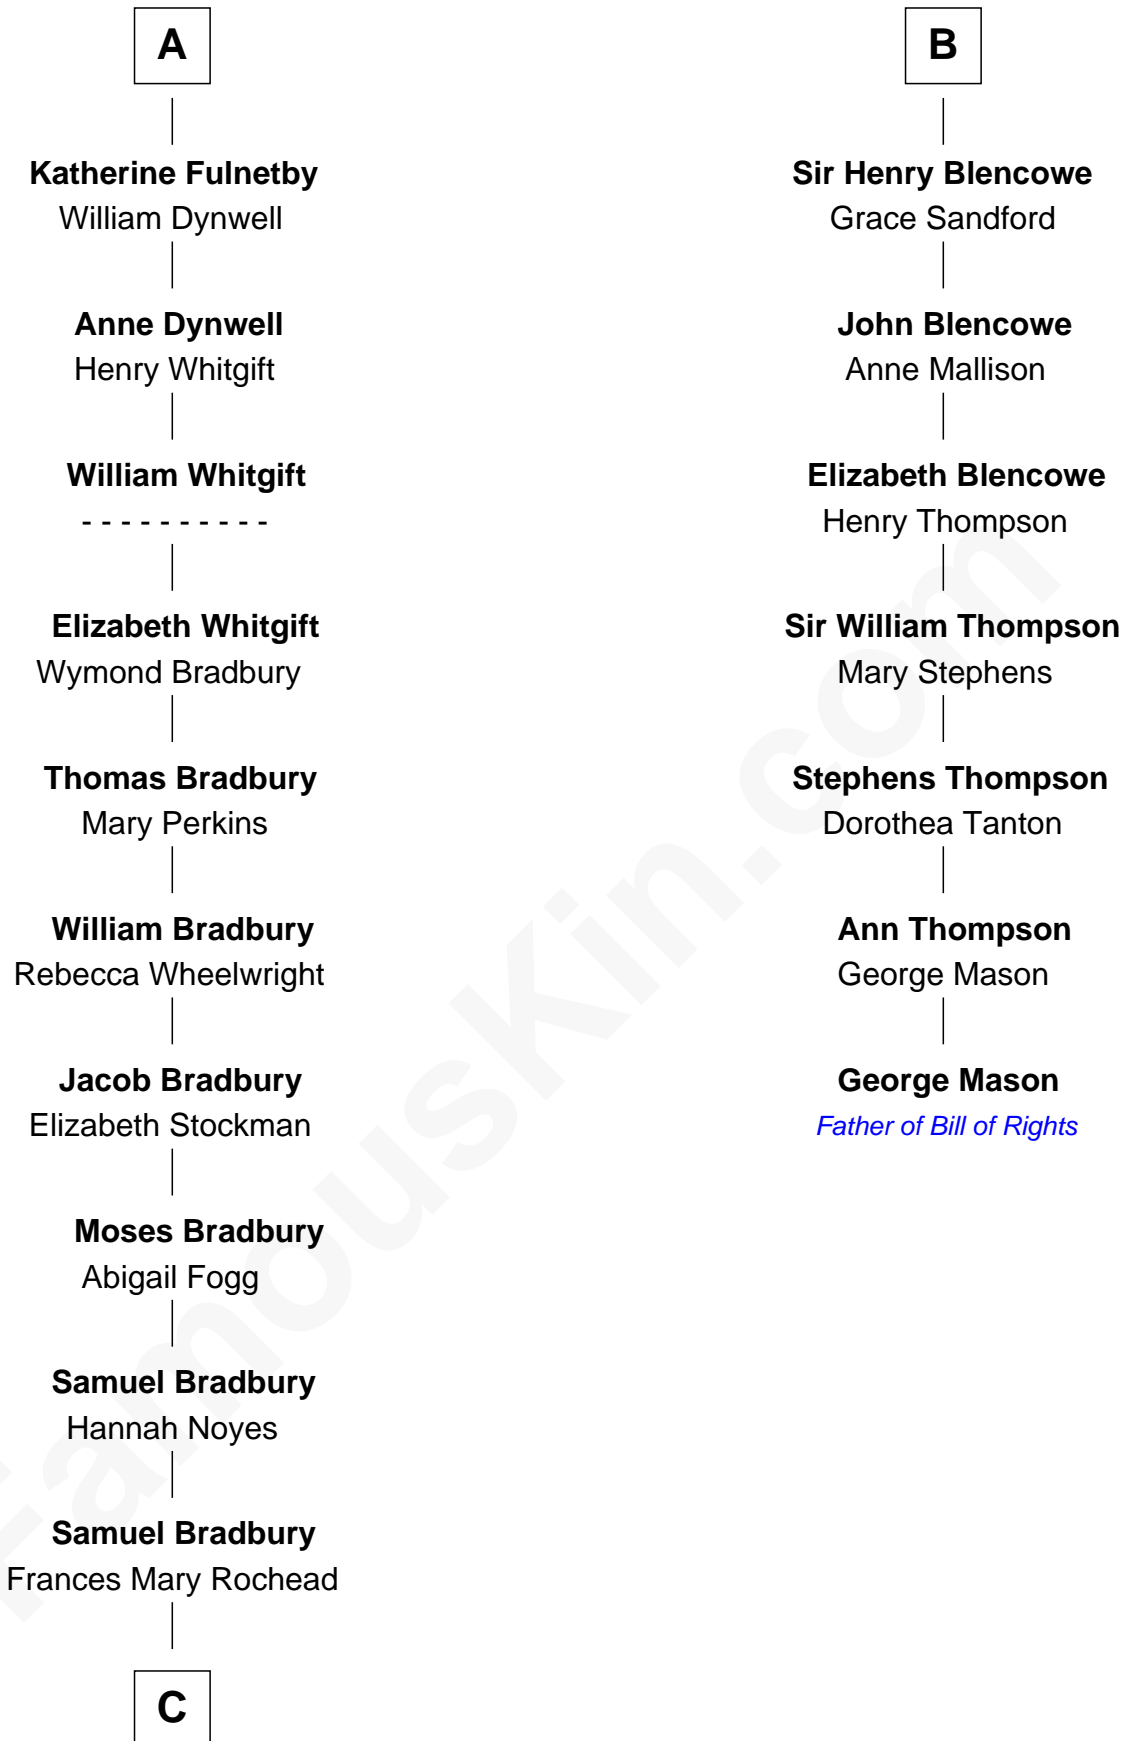 A
Katherine Fulnetby
William Dynwell
Anne Dynwell
Henry Whitgift
William Whitgift
- - - - - - - - - -
Elizabeth Whitgift
Wymond Bradbury
Thomas Bradbury
Mary Perkins
William Bradbury
Rebecca Wheelwright
Jacob Bradbury
Elizabeth Stockman
Moses Bradbury
Abigail Fogg
Samuel Bradbury
Hannah Noyes
Samuel Bradbury
Frances Mary Rochead
C
B
Sir Henry Blencowe
Grace Sandford
John Blencowe
Anne Mallison
Elizabeth Blencowe
Henry Thompson
Sir William Thompson
Mary Stephens
Stephens Thompson
Dorothea Tanton
Ann Thompson
George Mason
George Mason
Father of Bill of Rights
FamousKin.com